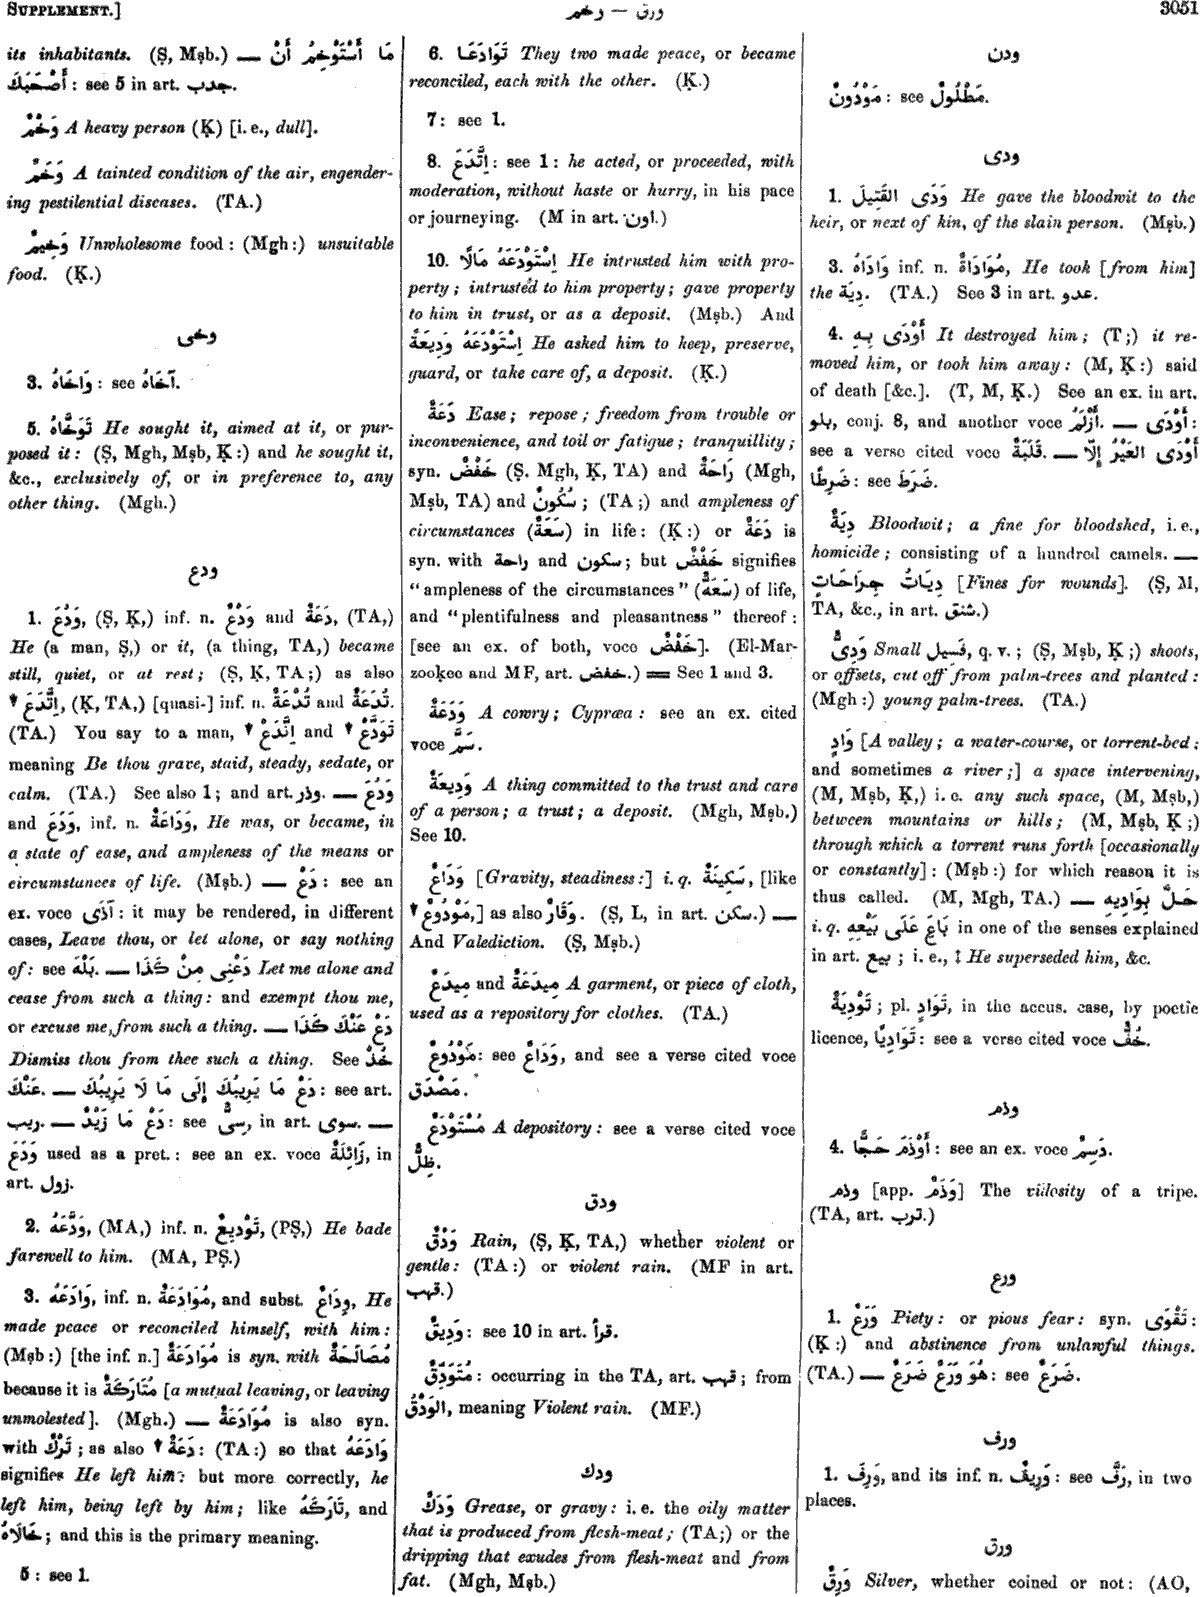 SUPPLEMENT.]
ورق — وخم
3051
its inhabitants. (Ṣ, Mṣb.) — مَا أَسْتَوْخِمُ أَنْ
أُصْحَبَكَ : see 5 in art. جدب.
وَخْمٌ A heavy person (Ḳ) [i. e., dull].
وَخَمٌ A tainted condition of the air, engender-
ing pestilential diseases. (TA.)
وَخِيمٌ Unwholesome food : (Mgh :) unsuitable
food. (Ḳ.)
وخى
3. وَاخَاهُ : see آخَاهُ.
5. تَوَخَّاهُ He sought it, aimed at it, or pur-
posed it : (Ṣ, Mgh, Mṣb, Ḳ :) and he sought it,
&c., exclusively of, or in preference to, any
other thing. (Mgh.)
ودع
1. وَدُعَ, (Ṣ, Ḳ,) inf. n. وَدْعٌ and دَعَةٌ, (TA,)
He (a man, Ṣ,) or it, (a thing, TA,) became
still, quiet, or at rest ; (Ṣ, Ḳ, TA ;) as also
▼ اِتَّدَعَ, (Ḳ, TA,) [quasi-] inf. n. تُدْعَةٌ and تُدَعَةٌ.
(TA.) You say to a man, ▼ اِتَّدِعْ and ▼ تَوَدَّعْ
meaning Be thou grave, staid, steady, sedate, or
calm. (TA.) See also 1 ; and art. وذر. — وَدُعَ
and وَدَعَ, inf. n. وَدَاعَةٌ, He was, or became, in
a state of ease, and ampleness of the means or
circumstances of life. (Mṣb.) — دَعْ : see an
ex. voce أَذًى : it may be rendered, in different
cases, Leave thou, or let alone, or say nothing
of : see بَلْهَ. — دَعْنِى مِنْ كَذَا Let me alone and
cease from such a thing : and exempt thou me,
or excuse me, from such a thing. — دَعْ عَنْكَ كَذَا
Dismiss thou from thee such a thing. See خُذْ
عَنْكَ. — دَعْ مَا يَرِيبُكَ إِلَى مَا لَا يَرِيبُكَ : see art.
ريب. — دَعْ مَا زَيْدٌ : see سِىٌّ, in art. سوى. —
وَدَعَ used as a pret. : see an ex. voce زَائِلَةٌ, in
art. زول.
2. وَدَّعَهُ, (MA,) inf. n. تَوْدِيعٌ, (PṢ,) He bade
farewell to him. (MA, PṢ.)
3. وَادَعَهُ, inf. n. مُوَادَعَةٌ, and subst. وِدَاعٌ, He
made peace or reconciled himself, with him :
(Mṣb :) [the inf. n.] مُوَادَعَةٌ is syn. with مُصَالَحَةٌ
because it is مُتَارَكَةٌ [a mutual leaving, or leaving
unmolested]. (Mgh.) — مُوَادَعَةٌ is also syn.
with تَرْكٌ ; as also ▼ دَعَةٌ : (TA :) so that وَادَعَهُ
signifies He left him : but more correctly, he
left him, being left by him ; like تَارَكَهُ, and
خَالَاهُ ; and this is the primary meaning.
5 : see 1.
6. تَوَادَعَا They two made peace, or became
reconciled, each with the other. (Ḳ.)
7 : see 1.
8. اِتَّدَعَ : see 1 : he acted, or proceeded, with
moderation, without haste or hurry, in his pace
or journeying. (M in art. اون.)
10. اِسْتَوْدَعَهُ مَالًا He intrusted him with pro-
perty ; intrusted to him property ; gave property
to him in trust, or as a deposit. (Mṣb.) And
اِسْتَوْدَعَهُ وَدِيعَةً He asked him to keep, preserve,
guard, or take care of, a deposit. (Ḳ.)
دَعَةٌ Ease ; repose ; freedom from trouble or
inconvenience, and toil or fatigue ; tranquillity ;
syn. خَفْضٌ (Ṣ. Mgh, Ḳ, TA) and رَاحَةٌ (Mgh,
Mṣb, TA) and سُكُونٌ ; (TA ;) and ampleness of
circumstances (سَعَةٌ) in life : (Ḳ :) or دَعَةٌ is
syn. with راحة and سكون ; but خَفْضٌ signifies
“ ampleness of the circumstances ” (سَعَةٌ) of life,
and “ plentifulness and pleasantness ” thereof :
[see an ex. of both, voce خَفْضٌ]. (El-Mar-
zookee and MF, art. خفض.) = See 1 and 3.
وَدَعَةٌ A cowry ; Cypræa : see an ex. cited
voce سَمٌّ.
وَدِيعَةٌ A thing committed to the trust and care
of a person ; a trust ; a deposit. (Mgh, Mṣb.)
See 10.
وَدَاعٌ [Gravity, steadiness :] i. q. سَكِينَةٌ, [like
▼ مَوْدُوعٌ,] as also وَقَارٌ. (Ṣ, L, in art. سكن.) —
And Valediction. (Ṣ, Mṣb.)
مِيدَعٌ and مِيدَعَةٌ A garment, or piece of cloth,
used as a repository for clothes. (TA.)
مَوْدُوعٌ : see وَدَاعٌ, and see a verse cited voce
مَصْدَق.
مُسْتَوْدَعٌ A depository : see a verse cited voce
ظِلٌّ.
ودق
وَدْقٌ Rain, (Ṣ, Ḳ, TA,) whether violent or
gentle : (TA :) or violent rain. (MF in art.
قهب.)
وَدِيقٌ : see 10 in art. قرأ.
مُتَوَدِّقٌ : occurring in the TA, art. قهب ; from
الوَدْقُ, meaning Violent rain. (MF.)
ودك
وَدَكٌ Grease, or gravy : i. e. the oily matter
that is produced from flesh-meat ; (TA ;) or the
dripping that exudes from flesh-meat and from
fat. (Mgh, Mṣb.)
ودن
مَوْدُونٌ : see مَطْلُولٌ.
ودى
1. وَدَى القَتِيلَ He gave the bloodwit to the
heir, or next of kin, of the slain person. (Mṣb.)
3. وَادَاهُ inf. n. مُوَادَاةٌ, He took [from him]
the دِيَة. (TA.) See 3 in art. عدو.
4. أَوْدَى بِهِ It destroyed him ; (T ;) it re-
moved him, or took him away : (M, Ḳ :) said
of death [&c.]. (T, M, Ḳ.) See an ex. in art.
بلو, conj. 8, and another voce أَزْلَمُ. — أَوْدَى :
see a verse cited voce قَلَبَةٌ. — أَوْدَى العَيْرُ إِلَّا
ضَرِطًا : see ضَرَطَ.
دِيَةٌ Bloodwit ; a fine for bloodshed, i. e.,
homicide ; consisting of a hundred camels. —
دِيَاتُ جِرَاحَاتٍ [Fines for wounds]. (Ṣ, M,
TA, &c., in art. شنق.)
وَدِىٌّ Small فَسِيل, q. v. ; (Ṣ, Mṣb, Ḳ ;) shoots,
or offsets, cut off from palm-trees and planted :
(Mgh :) young palm-trees. (TA.)
وَادٍ [A valley ; a water-course, or torrent-bed :
and sometimes a river ;] a space intervening,
(M, Mṣb, Ḳ,) i. e. any such space, (M, Mṣb,)
between mountains or hills ; (M, Mṣb, Ḳ ;)
through which a torrent runs forth [occasionally
or constantly] : (Mṣb :) for which reason it is
thus called. (M, Mgh, TA.) — حَلَّ بِوَادِيهِ
i. q. بَاعَ عَلَى بَيْعِهِ in one of the senses explained
in art. بيع ; i. e., ‡ He superseded him, &c.
تَوْدِيَةٌ ; pl. تَوَادٍ, in the accus. case, by poetic
licence, تَوَادِيًا : see a verse cited voce خُفٌّ.
وذم
4. أَوْذَمَ حَجًّا : see an ex. voce دَسِمٌ.
وذم [app. وَذَمٌ] The villosity of a tripe.
(TA, art. ترب.)
ورع
1. وَرَعٌ Piety : or pious fear : syn. تَقْوَى :
(Ḳ :) and abstinence from unlawful things.
(TA.) — هُوَ وَرَعٌ ضَرَعٌ : see ضَرَعٌ.
ورف
1. وَرَفَ, and its inf. n. وَرِيفٌ : see رَفَّ, in two
places.
ورق
وَرِقٌ Silver, whether coined or not : (AO,